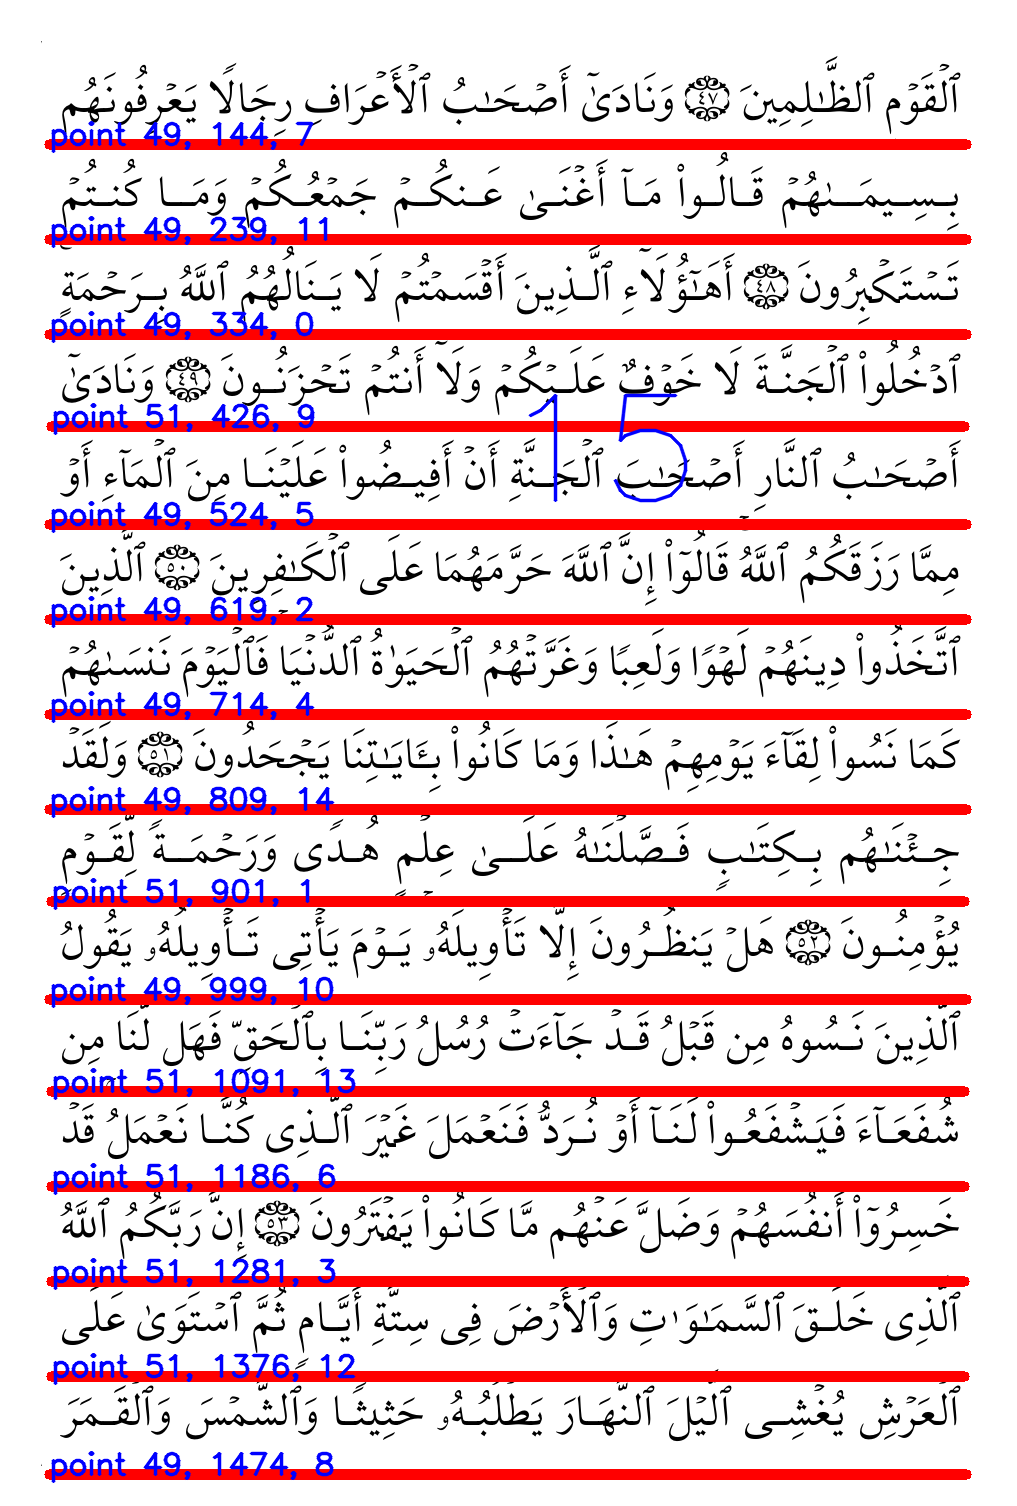 ٱلۡقَوۡمِ ٱلظَّٰلِمِينَ ٤٧ وَنَادَىٰٓ أَصۡحَٰبُ ٱلۡأَعۡرَافِ رِجَالٗا يَعۡرِفُونَهُم
point 49, 144, 7
بِسِيمَىٰهُمۡ قَالُواْ مَآ أَغۡنَىٰ عَنكُمۡ جَمۡعُكُمۡ وَمَا كُنتُمۡ
point 49, 239, 11
تَسۡتَكۡبِرُونَ ٤٨ أَهَٰٓؤُلَآءِ ٱلَّذِينَ أَقۡسَمۡتُمۡ لَا يَنَالُهُمُ ٱللَّهُ بِرَحۡمَةٍۚ
point 49, 334, 0
ٱدۡخُلُواْ ٱلۡجَنَّةَ لَا خَوۡفٌ عَلَيۡكُمۡ وَلَآ أَنتُمۡ تَحۡزَنُونَ ٤٩ وَنَادَىٰٓ
point 51, 426, 9
15
أَصۡحَٰبُ ٱلنَّارِ أَصۡحَٰبَ ٱلۡجَنَّةِ أَنۡ أَفِيضُواْ عَلَيۡنَا مِنَ ٱلۡمَآءِ أَوۡ
point 49, 524, 5
مِمَّا رَزَقَكُمُ ٱللَّهُۚ قَالُوٓاْ إِنَّ ٱللَّهَ حَرَّمَهُمَا عَلَى ٱلۡكَٰفِرِينَ ٥٠ ٱلَّذِينَ
point 49, 619, 2
ٱتَّخَذُواْ دِينَهُمۡ لَهۡوٗا وَلَعِبٗا وَغَرَّتۡهُمُ ٱلۡحَيَوٰةُ ٱلدُّنۡيَاۚ فَٱلۡيَوۡمَ نَنسَىٰهُمۡ
point 49, 714, 4
كَمَا نَسُواْ لِقَآءَ يَوۡمِهِمۡ هَٰذَا وَمَا كَانُواْ بِـَٔايَٰتِنَا يَجۡحَدُونَ ٥١ وَلَقَدۡ
point 49, 809, 14
جِئۡنَٰهُم بِكِتَٰبٖ فَصَّلۡنَٰهُ عَلَىٰ عِلۡمٍ هُدٗى وَرَحۡمَةٗ لِّقَوۡمٖ
point 51, 901, 1
يُؤۡمِنُونَ ٥٢ هَلۡ يَنظُرُونَ إِلَّا تَأۡوِيلَهُۥۚ يَوۡمَ يَأۡتِي تَأۡوِيلُهُۥ يَقُولُ
point 49, 999, 10
ٱلَّذِينَ نَسُوهُ مِن قَبۡلُ قَدۡ جَآءَتۡ رُسُلُ رَبِّنَا بِٱلۡحَقِّ فَهَل لَّنَا مِن
point 51, 1091, 13
شُفَعَآءَ فَيَشۡفَعُواْ لَنَآ أَوۡ نُرَدُّ فَنَعۡمَلَ غَيۡرَ ٱلَّذِي كُنَّا نَعۡمَلُۚ قَدۡ
point 51, 1186, 6
خَسِرُوٓاْ أَنفُسَهُمۡ وَضَلَّ عَنۡهُم مَّا كَانُواْ يَفۡتَرُونَ ٥٣ إِنَّ رَبَّكُمُ ٱللَّهُ
point 51, 1281, 3
ٱلَّذِي خَلَقَ ٱلسَّمَٰوَٰتِ وَٱلۡأَرۡضَ فِي سِتَّةِ أَيَّامٖ ثُمَّ ٱسۡتَوَىٰ عَلَى
point 51, 1376, 12
ٱلۡعَرۡشِۖ يُغۡشِي ٱلَّيۡلَ ٱلنَّهَارَ يَطۡلُبُهُۥ حَثِيثٗا وَٱلشَّمۡسَ وَٱلۡقَمَرَ
point 49, 1474, 8